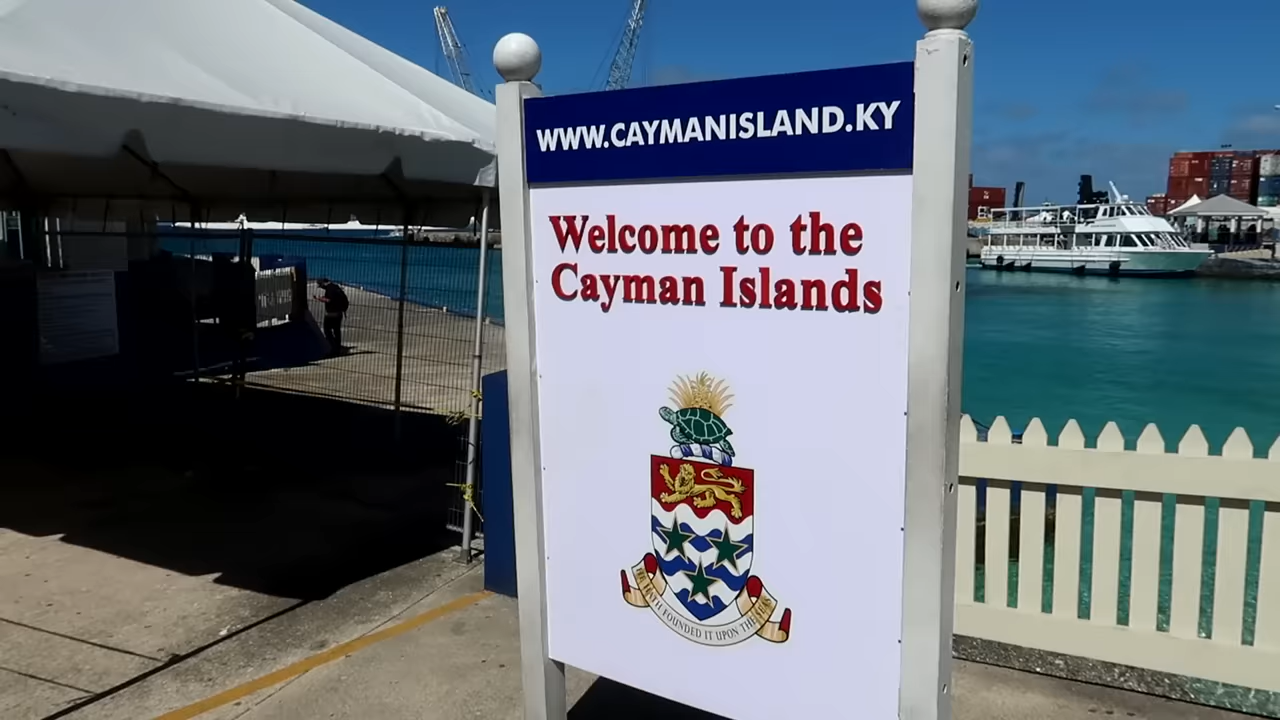 WWW.CAYMANISLAND.KY
Welcome to the
Cayman Islands
HE HATH FOUNDED IT UPON THE SEAS